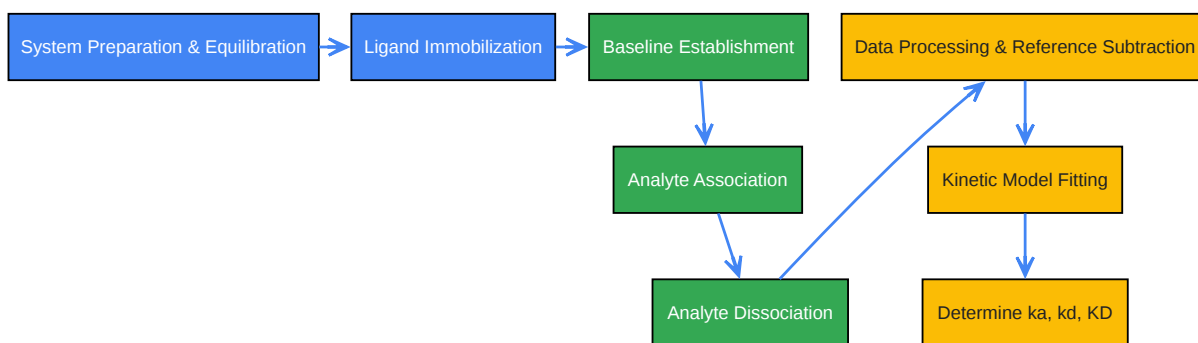 System Preparation & Equilibration
Ligand Immobilization
Baseline Establishment
Analyte Association
Analyte Dissociation
Data Processing & Reference Subtraction
Kinetic Model Fitting
Determine ka, kd, KD